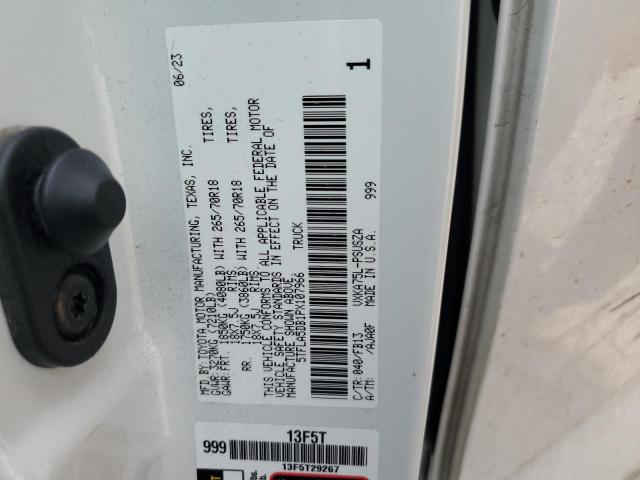 MFD.BY:TOYOTA MOTOR MANUFACTURING, TEXAS, INC. 06/23
GVWR:3270KG (7210LB)
GAWR:FRT. 1850KG (4080LB) WITH 265/70R18 TIRES,
18X7.5J RIMS.
RR. 1750KG (3860LB) WITH 265/70R18 TIRES,
18X7.5J RIMS.
THIS VEHICLE CONFORMS TO ALL APPLICABLE FEDERAL MOTOR
VEHICLE SAFETY STANDARDS IN EFFECT ON THE DATE OF
MANUFACTURE SHOWN ABOVE.
5TFLA5DB1PX107966 TRUCK
C/TR:040/FB13 VXKA75L-PSUSZA
A/TM: /AJA0F MADE IN U.S.A. 999
1
999 13F5T
13F5T29267